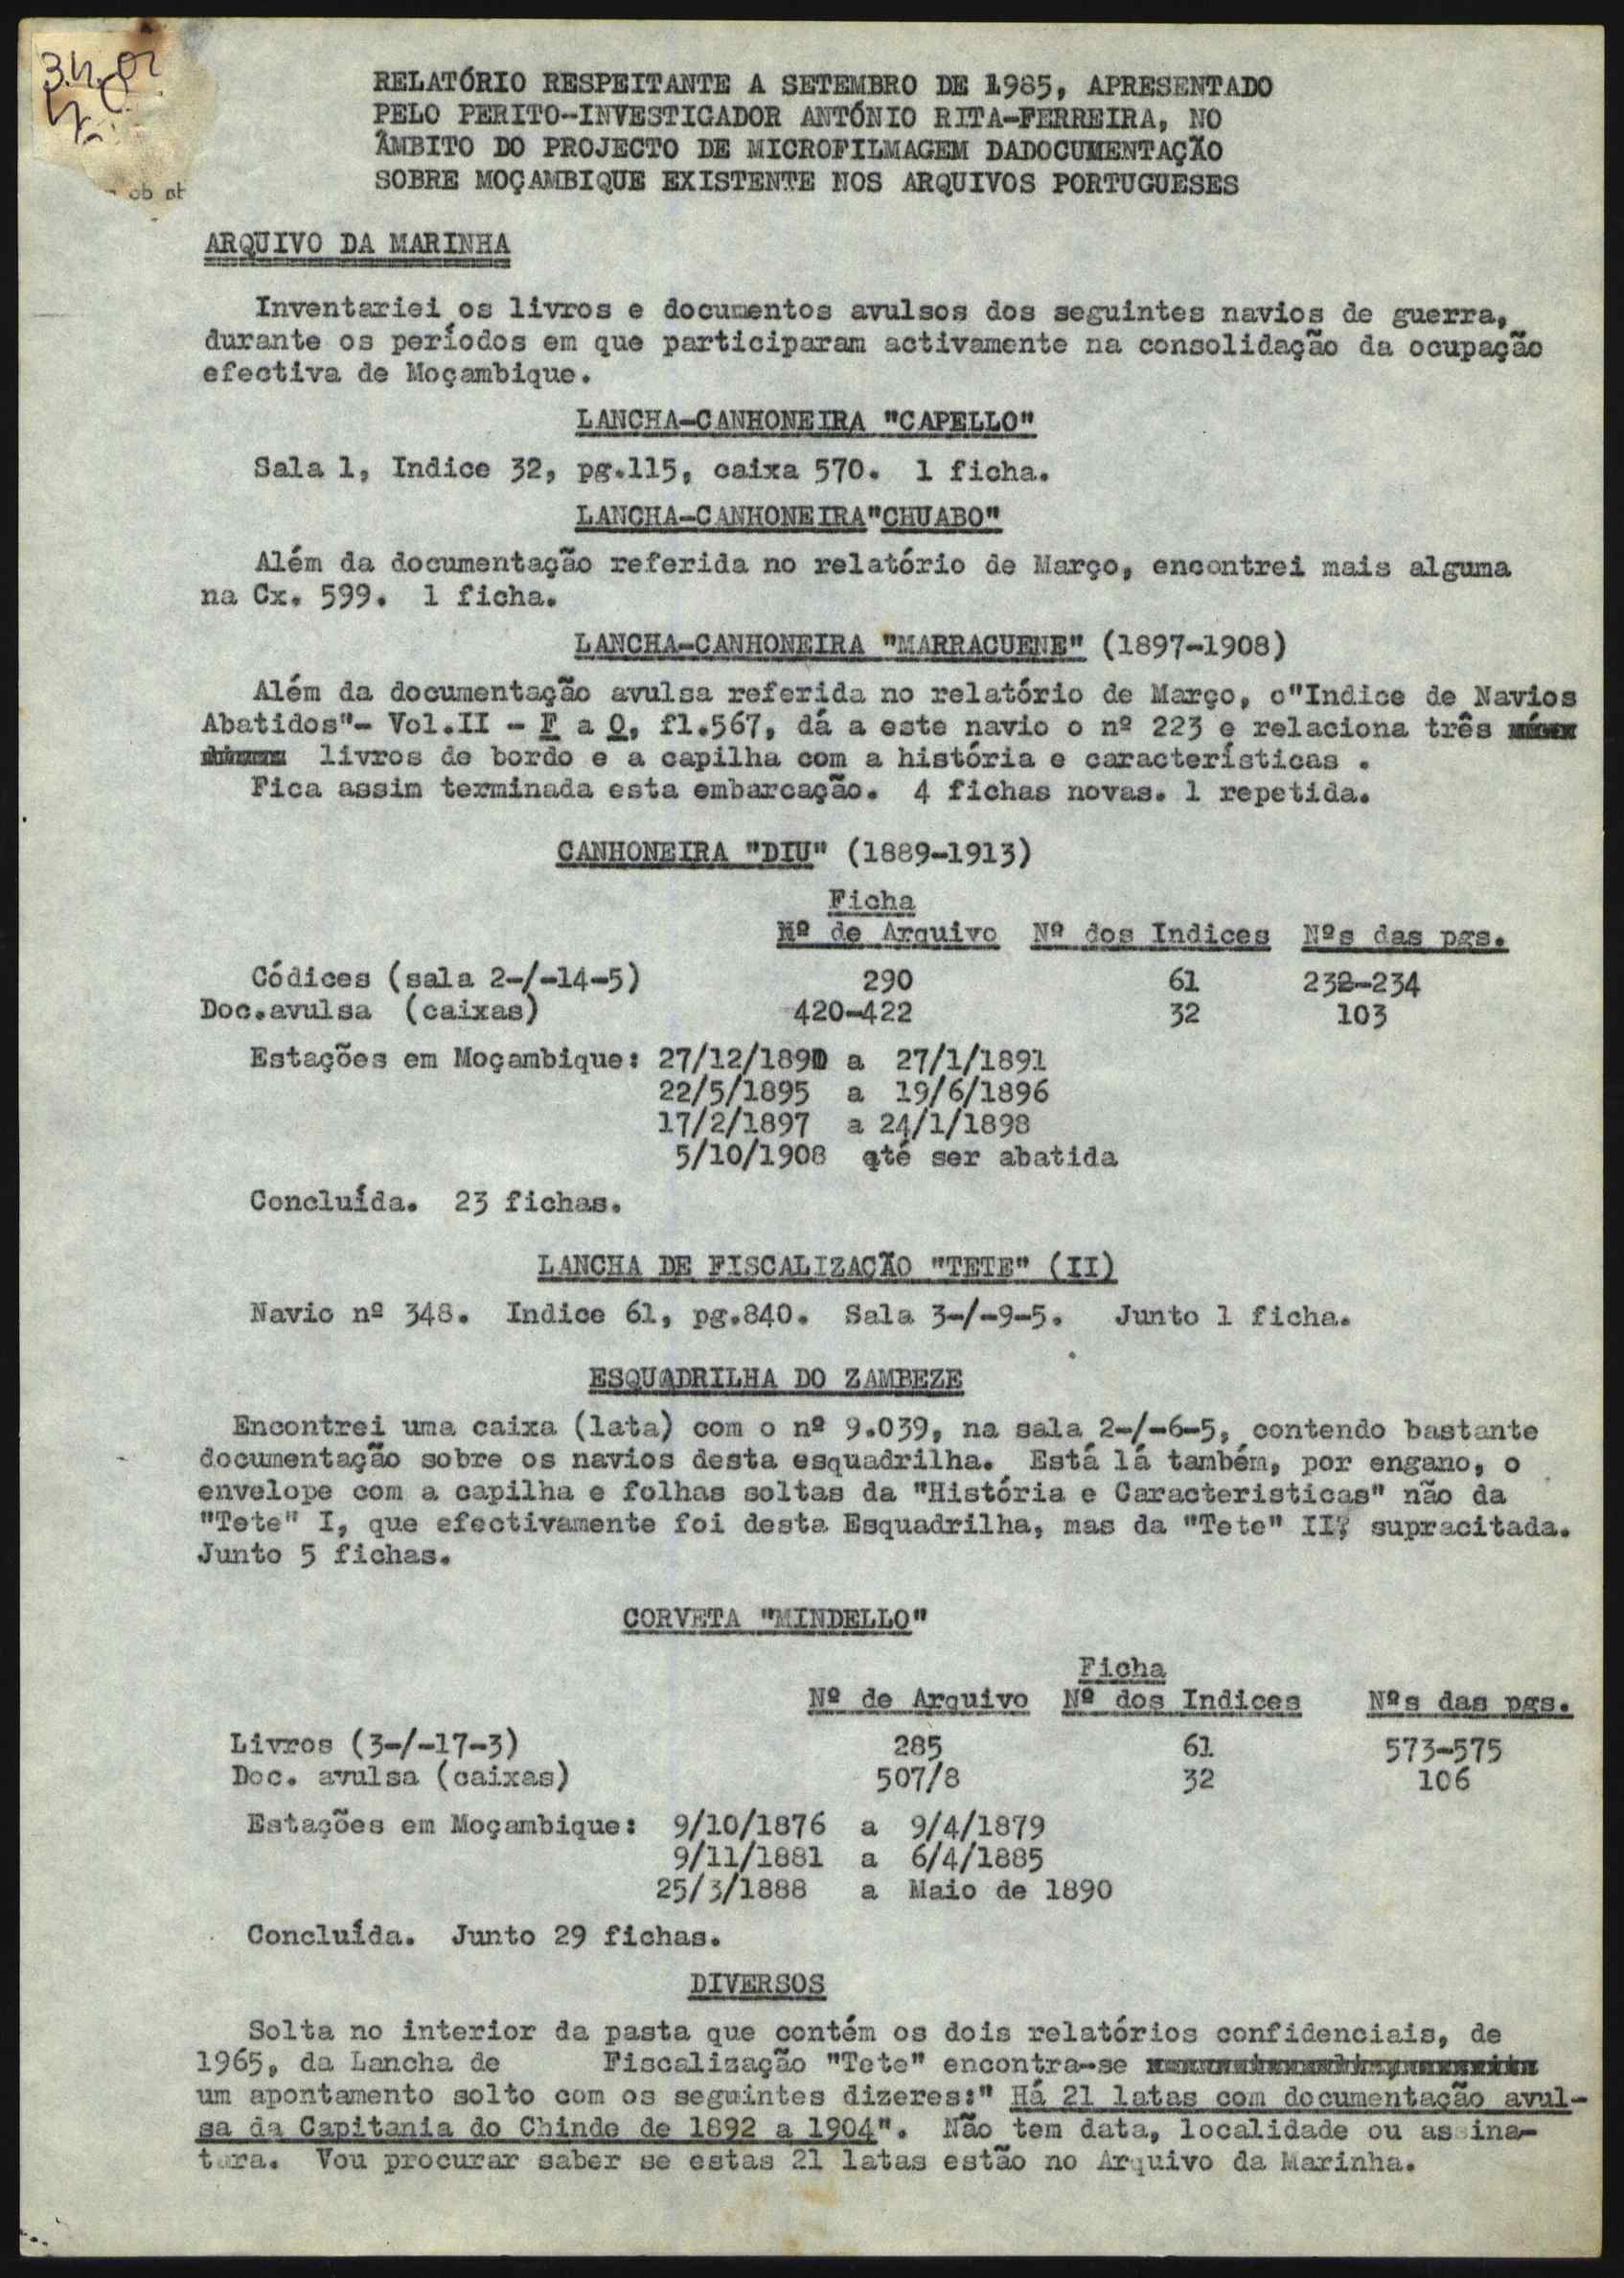 RELATÓRIO RESPEITANTE A SETEMBRO DE 1985, APRESENTADO
PELO PERITO-INVESTIGADOR ANTÓNIO RITA-FERREIRA, NO
ÂMBITO DO PROJECTO DE MICROFILMAGEM DADOCUMENTAÇÃO
SOBRE MOÇAMBIQUE EXISTENTE NOS ARQUIVOS PORTUGUESES
ARQUIVO DA MARINHA
Inventariei os livros e documentos avulsos dos seguintes navios de guerra,
durante os períodos em que participaram activamente na consolidação da ocupação
efectiva de Moçambique.
LANCHA-CANHONEIRA "CAPELLO"
Sala 1, Indice 32, pg.115, caixa 570. 1 ficha.
LANCHA-CANHONEIRA"CHUABO"
Além da documentação referida no relatório de Março, encontrei mais alguma
na Cx. 599. 1 ficha.
LANCHA-CANHONEIRA "MARRACUENE" (1897-1908)
Além da documentação avulsa referida no relatório de Março, o"Indice de Navios
Abatidos"- Vol.II - F a O, fl.567, dá a este navio o nº 223 e relaciona três
livros de bordo e a capilha com a história e características .
Fica assim terminada esta embarcação. 4 fichas novas. 1 repetida.
CANHONEIRA "DIU" (1889-1913)
Ficha
Nº de Arquivo Nº dos Indices Nºs das pgs.
Códices (sala 2-/-14-5) 290 61 232-234
Doc.avulsa (caixas) 420-422 32 103
Estações em Moçambique: 27/12/1890 a 27/1/1891
22/5/1895 a 19/6/1896
17/2/1897 a 24/1/1898
5/10/1908 até ser abatida
Concluída. 23 fichas.
LANCHA DE FISCALIZAÇÃO "TETE" (II)
Navio nº 348. Indice 61, pg.840. Sala 3-/-9-5. Junto 1 ficha.
ESQUADRILHA DO ZAMBEZE
Encontrei uma caixa (lata) com o nº 9.039, na sala 2-/-6-5, contendo bastante
documentação sobre os navios desta esquadrilha. Está lá também, por engano, o
envelope com a capilha e folhas soltas da "História e Caracteristicas" não da
"Tete" I, que efectivamente foi desta Esquadrilha, mas da "Tete" II, supracitada.
Junto 5 fichas.
CORVETA "MINDELLO"
Ficha
Nº de Arquivo Nº dos Indices Nºs das pgs.
Livros (3-/-17-3) 285 61 573-575
Doc. avulsa (caixas) 507/8 32 106
Estações em Moçambique: 9/10/1876 a 9/4/1879
9/11/1881 a 6/4/1885
25/3/1888 a Maio de 1890
Concluída. Junto 29 fichas.
DIVERSOS
Solta no interior da pasta que contém os dois relatórios confidenciais, de
1965, da Lancha de Fiscalização "Tete" encontra-se
um apontamento solto com os seguintes dizeres:" Há 21 latas com documentação avul-
sa da Capitania do Chinde de 1892 a 1904". Não tem data, localidade ou assina-
tura. Vou procurar saber se estas 21 latas estão no Arquivo da Marinha.